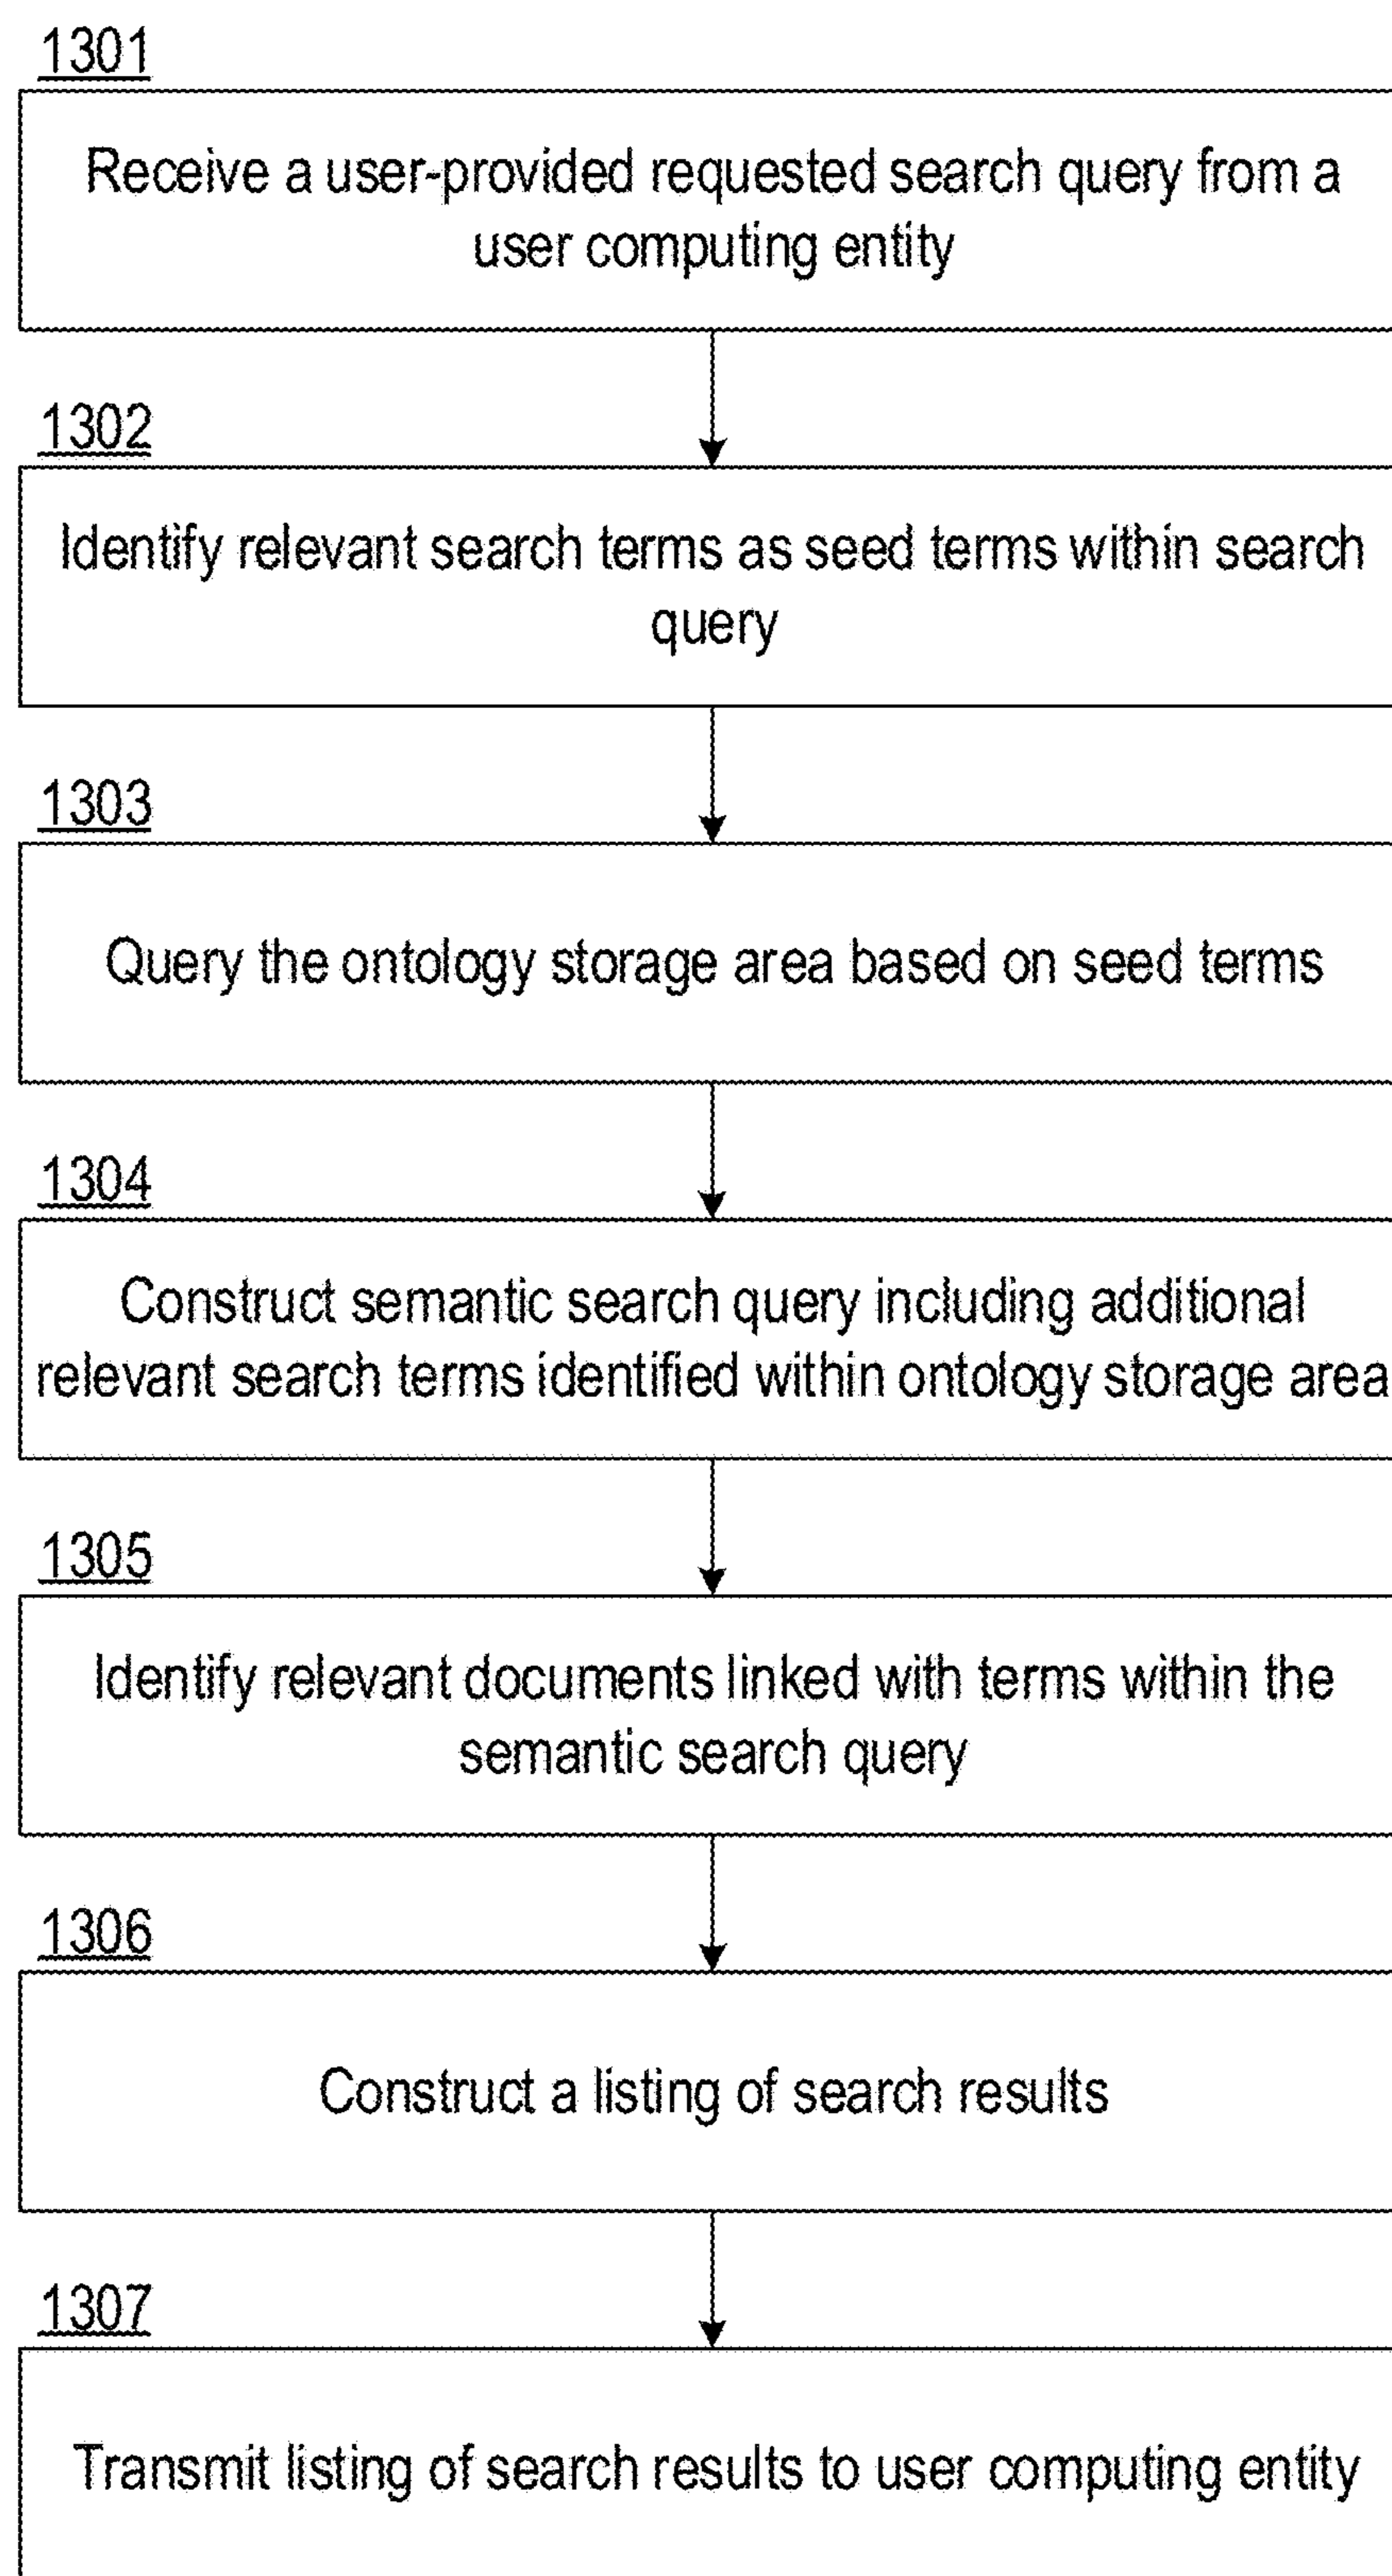 1301
Receive a user-provided requested search query from a
user computing entity
1302
Identify relevant search terms as seed terms within search
query
1303
Query the ontology storage area based on seed terms
1304
Construct semantic search query including additional
relevant search terms identified within ontology storage area
1305
Identify relevant documents linked with terms within the
semantic search query
1306
Construct a listing of search results
1307
Transmit listing of search results to user computing entity